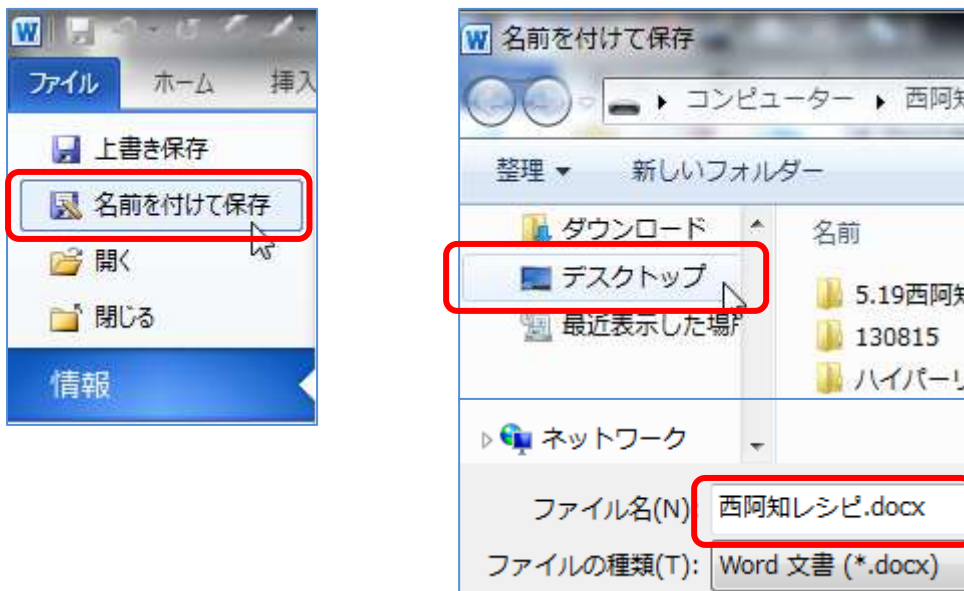 W
ファイル ホーム 挿入
上書き保存
名前を付けて保存
開く
閉じる
情報
W 名前を付けて保存
コンピューター ▶ 西阿知
整理 ▼ 新しいフォルダー
ダウンロード
デスクトップ
最近表示した場所
ネットワーク
名前
5.19西阿知
130815
ハイパーリ
ファイル名(N): 西阿知レシピ.docx
ファイルの種類(T): Word 文書 (*.docx)